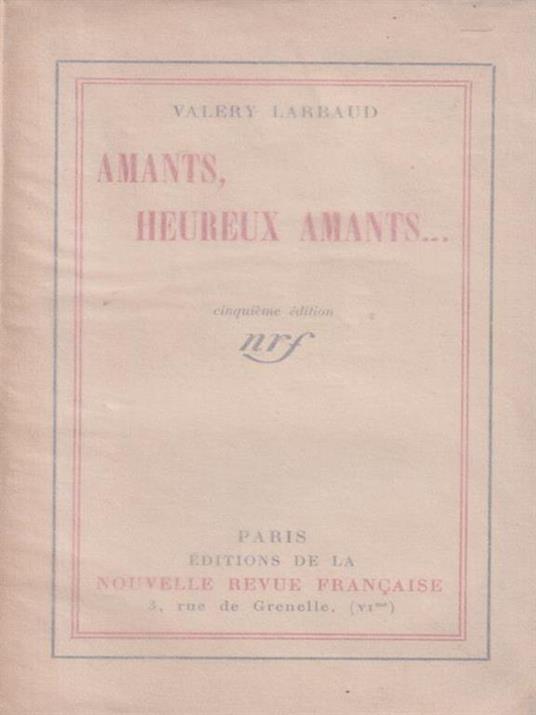 VALERY LARBAUD
AMANTS,
HEUREUX AMANTS...
cinquième édition
nrf
PARIS
ÉDITIONS DE LA
NOUVELLE REVUE FRANÇAISE
3, rue de Grenelle, (VIme)